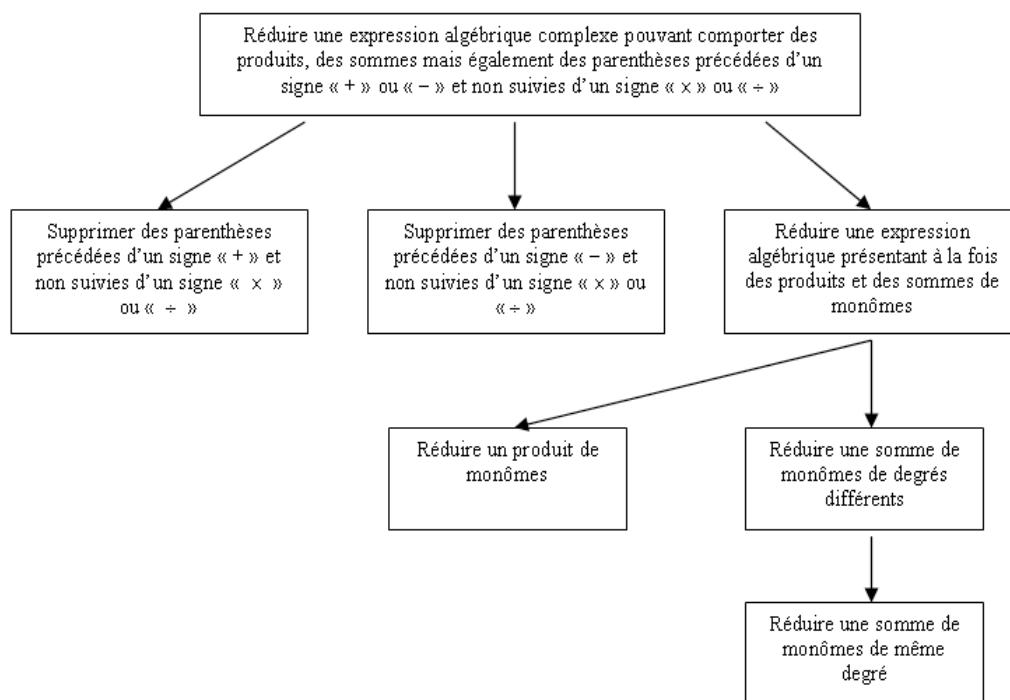 Réduire une expression algébrique complexe pouvant comporter des
produits, des sommes mais également des parenthèses précédées d’un
signe « + » ou « – » et non suivies d’un signe « × » ou « ÷ »
Supprimer des parenthèses
précédées d’un signe « + » et
non suivies d’un signe « × »
ou « ÷ »
Supprimer des parenthèses
précédées d’un signe « – » et
non suivies d’un signe « × » ou
« ÷ »
Réduire une expression
algébrique présentant à la fois
des produits et des sommes de
monômes
Réduire un produit de
monômes
Réduire une somme de
monômes de degrés
différents
Réduire une somme de
monômes de même
degré